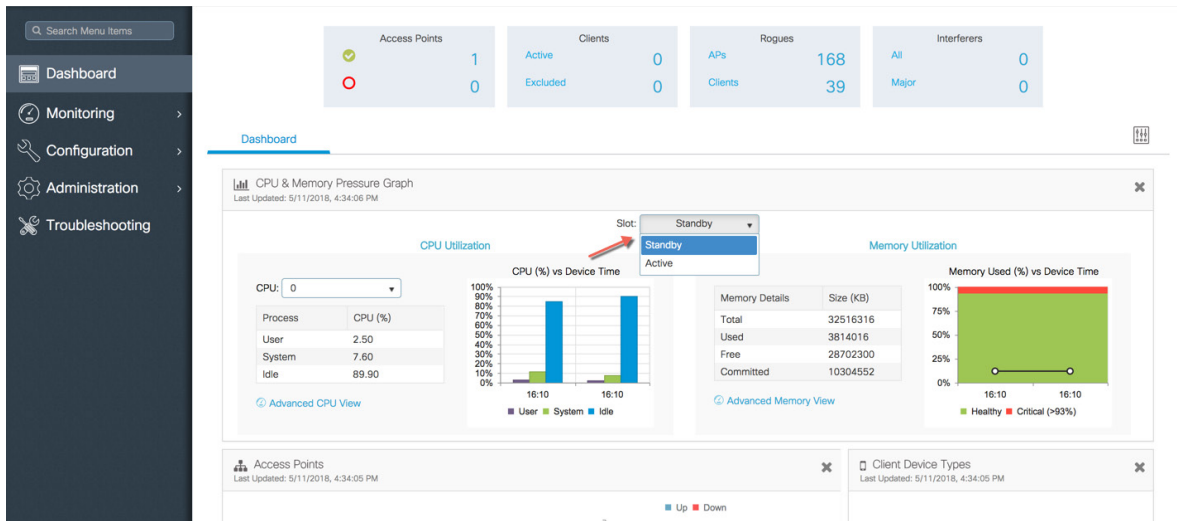 Search Menu Items
Dashboard
Monitoring
Configuration
Administration
Troubleshooting
Access Points
1
0
Clients
Active 0
Excluded 0
Rogues
APs 168
Clients 39
Interferers
All 0
Major 0
Dashboard
CPU & Memory Pressure Graph
Last Updated: 5/11/2018, 4:34:06 PM
Slot: Standby
Standby
Active
CPU Utilization
CPU: 0
Process CPU (%)
User 2.50
System 7.60
Idle 89.90
Advanced CPU View
CPU (%) vs Device Time
100%
90%
80%
70%
60%
50%
40%
30%
20%
10%
0%
16:10 16:10
User System Idle
Memory Utilization
Memory Details Size (KB)
Total 32516316
Used 3814016
Free 28702300
Committed 10304552
Advanced Memory View
Memory Used (%) vs Device Time
100%
75%
50%
25%
0%
16:10 16:10
Healthy Critical (>93%)
Access Points
Last Updated: 5/11/2018, 4:34:05 PM
Up Down
Client Device Types
Last Updated: 5/11/2018, 4:34:05 PM